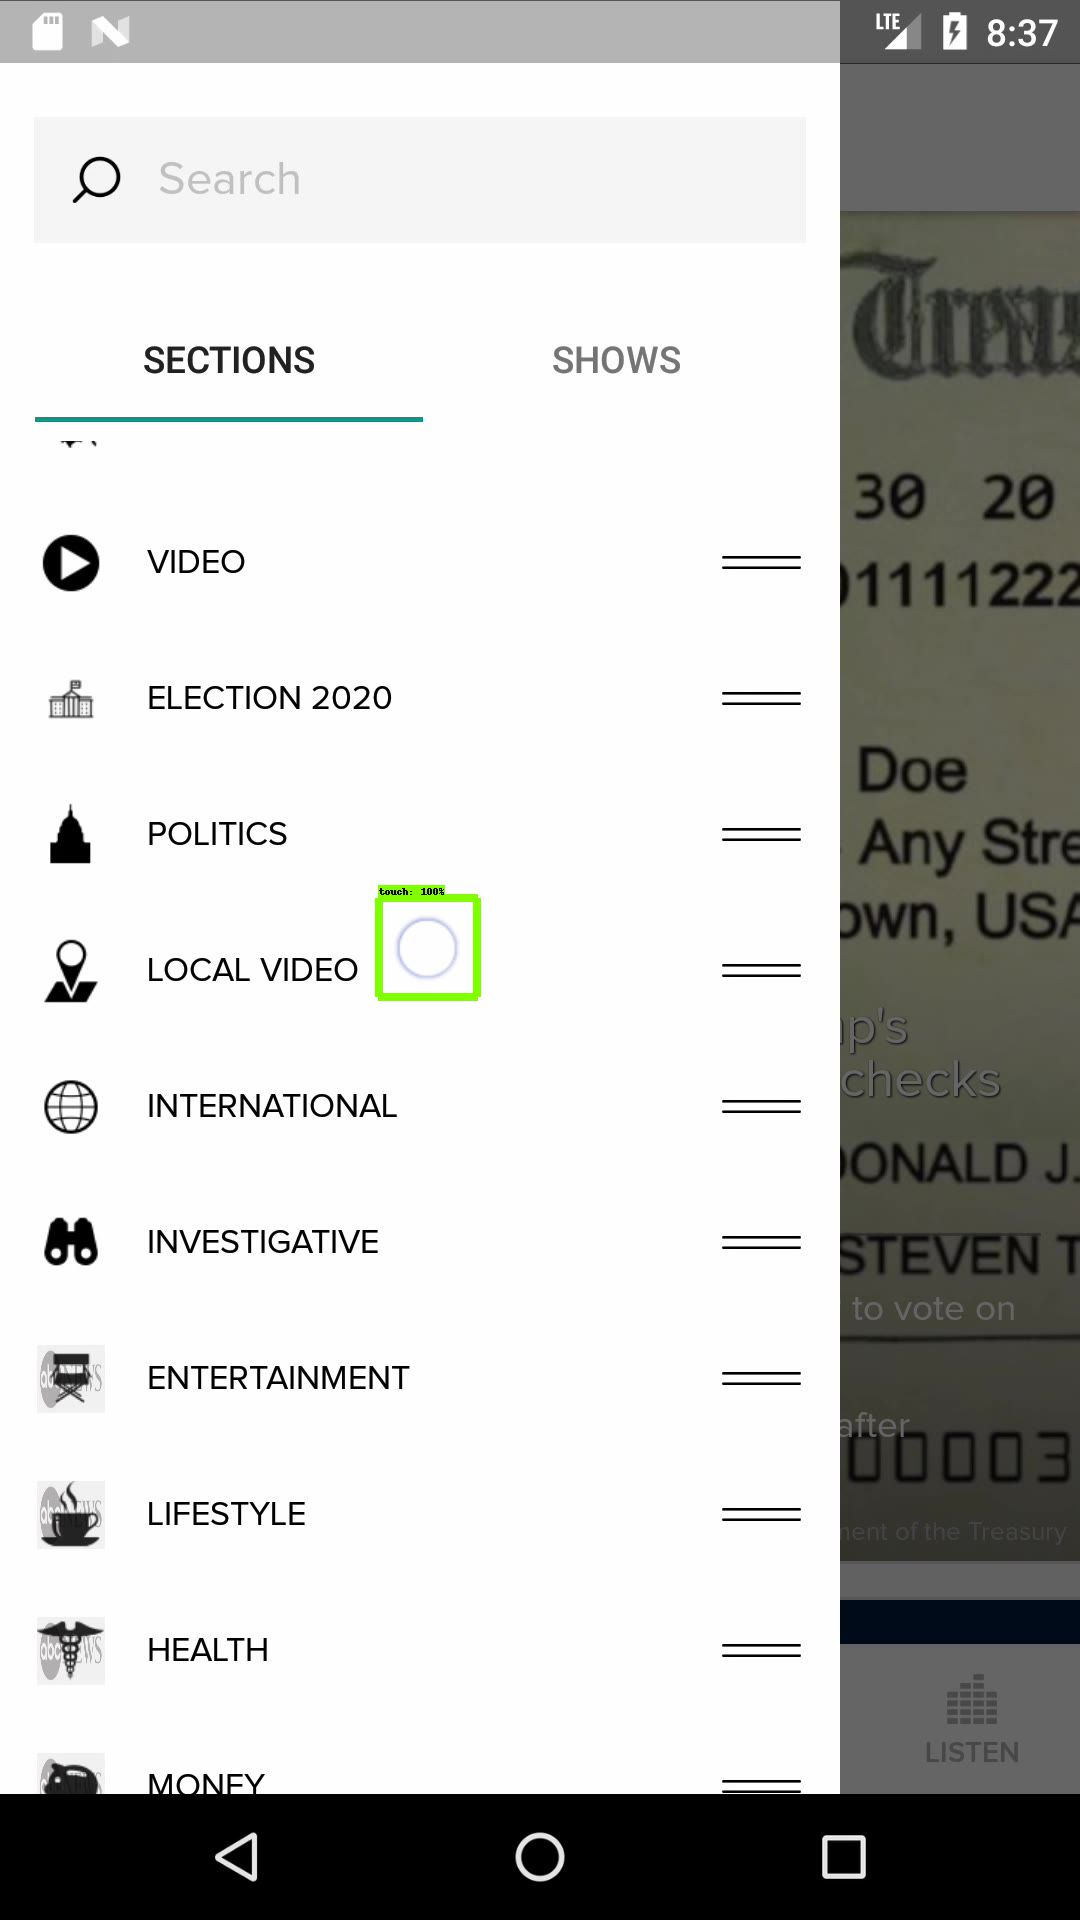 LTE 8:37
Search
SECTIONS SHOWS
VIDEO
ELECTION 2020
POLITICS
touch: 100%
LOCAL VIDEO
INTERNATIONAL
INVESTIGATIVE
ENTERTAINMENT
LIFESTYLE
HEALTH
MONEY
30 20
01111222
Doe
Any Stre
own, USA
p's
checks
DONALD J.
STEVEN T
to vote on
after
00003
ment of the Treasury
LISTEN